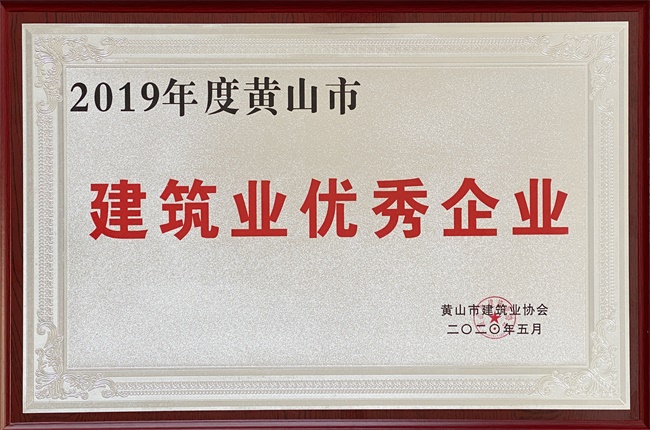 2019年度黄山市
建筑业优秀企业
黄山市建筑业协会
二〇二〇年五月